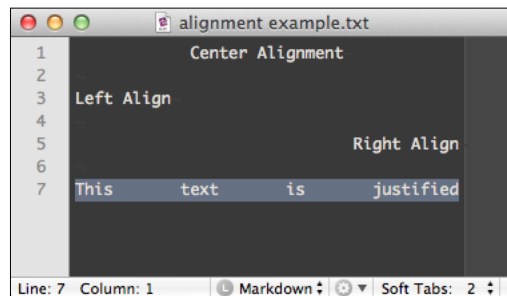 alignment example.txt
1 Center Alignment
2
3 Left Align
4
5 Right Align
6
7 This text is justified
Line: 7 Column: 1 L Markdown Soft Tabs: 2